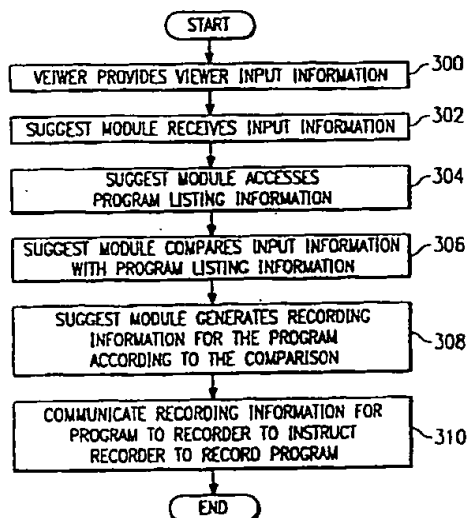 START
VEIWER PROVIDES VIEWER INPUT INFORMATION
300
SUGGEST MODULE RECEIVES INPUT INFORMATION
302
SUGGEST MODULE ACCESSES
PROGRAM LISTING INFORMATION
304
SUGGEST MODULE COMPARES INPUT INFORMATION
WITH PROGRAM LISTING INFORMATION
306
SUGGEST MODULE GENERATES RECORDING
INFORMATION FOR THE PROGRAM
ACCORDING TO THE COMPARISON
308
COMMUNICATE RECORDING INFORMATION FOR
PROGRAM TO RECORDER TO INSTRUCT
RECORDER TO RECORD PROGRAM
310
END